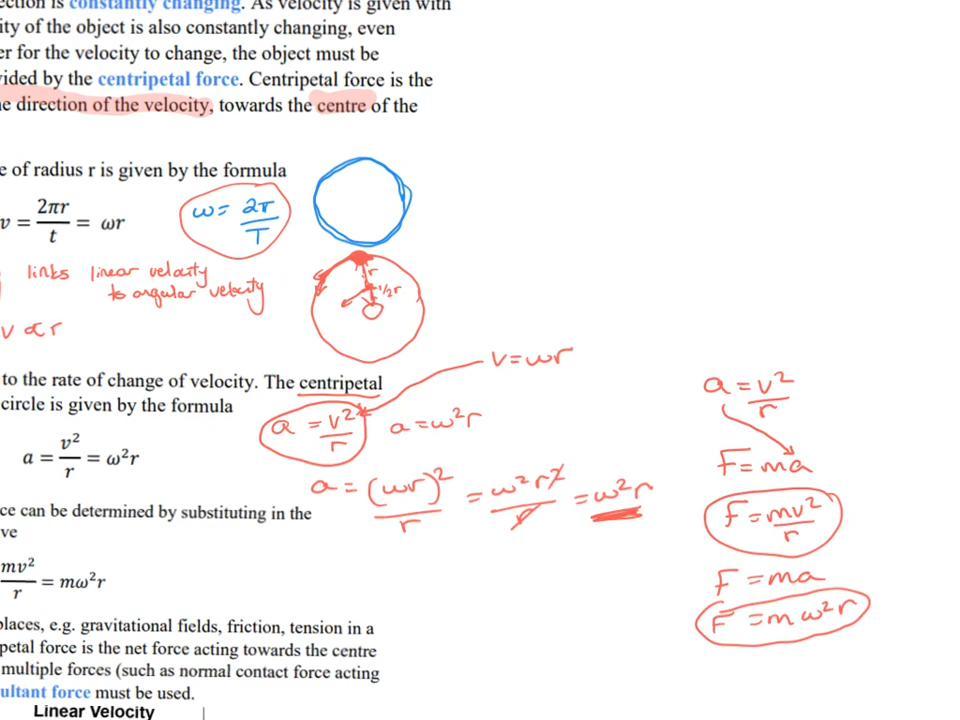 ection is constantly changing. As velocity is given with
ity of the object is also constantly changing, even
er for the velocity to change, the object must be
vided by the centripetal force. Centripetal force is the
e direction of the velocity, towards the centre of the
e of radius r is given by the formula
v = 2πr/t = ωr
ω = 2π/T
r
1/2r
links linear velocity
to angular velocity
v ∝ r
v=ωr
to the rate of change of velocity. The centripetal
circle is given by the formula
a = v²/r
a=ω²r
a = v²/r
a = v²/r = ω²r
F=ma
a = (ωr)²/r = ω²r²/r = ω²r
F=mv²/r
ce can be determined by substituting in the
ve
mv²/r = mω²r
F=ma
F=mω²r
places, e.g. gravitational fields, friction, tension in a
petal force is the net force acting towards the centre
multiple forces (such as normal contact force acting
ultant force must be used.
Linear Velocity